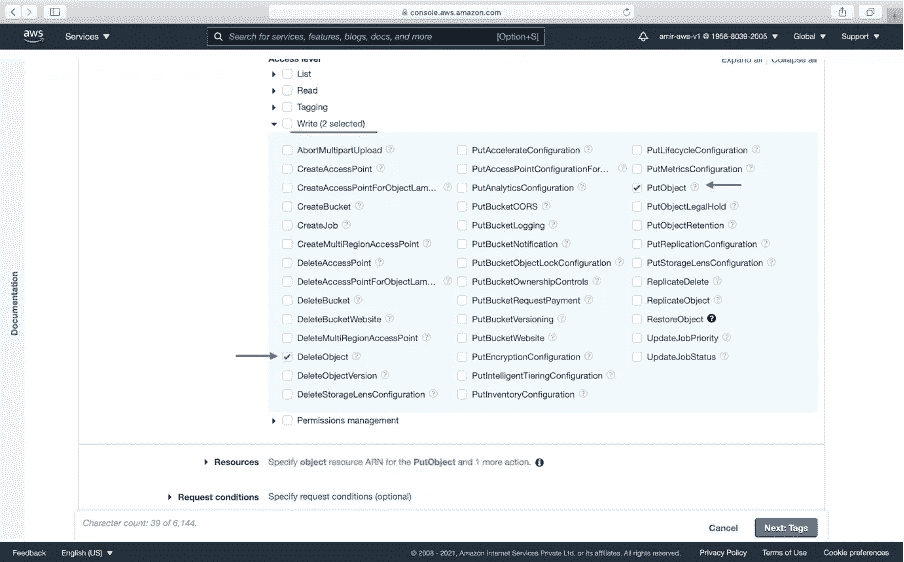 console.aws.amazon.com
aws Services Search for services, features, blogs, docs, and more [Option+S] amir-aws-v1 @ 1956-8039-2005 Global Support
Access level Expand all | Collapse all
List
Read
Tagging
Write (2 selected)
AbortMultipartUpload PutAccelerateConfiguration PutLifecycleConfiguration
CreateAccessPoint PutAccessPointConfigurationFor... PutMetricsConfiguration
CreateAccessPointForObjectLam... PutAnalyticsConfiguration PutObject
CreateBucket PutBucketCORS PutObjectLegalHold
CreateJob PutBucketLogging PutObjectRetention
CreateMultiRegionAccessPoint PutBucketNotification PutReplicationConfiguration
DeleteAccessPoint PutBucketObjectLockConfiguration PutStorageLensConfiguration
DeleteAccessPointForObjectLam... PutBucketOwnershipControls ReplicateDelete
DeleteBucket PutBucketRequestPayment ReplicateObject
DeleteBucketWebsite PutBucketVersioning RestoreObject
DeleteMultiRegionAccessPoint PutBucketWebsite UpdateJobPriority
DeleteObject PutEncryptionConfiguration UpdateJobStatus
DeleteObjectVersion PutIntelligentTieringConfiguration
DeleteStorageLensConfiguration PutInventoryConfiguration
Permissions management
Documentation
Resources Specify object resource ARN for the PutObject and 1 more action.
Request conditions Specify request conditions (optional)
Character count: 39 of 6,144.
Cancel Next: Tags
Feedback English (US) © 2008 - 2021, Amazon Internet Services Private Ltd. or its affiliates. All rights reserved. Privacy Policy Terms of Use Cookie preferences